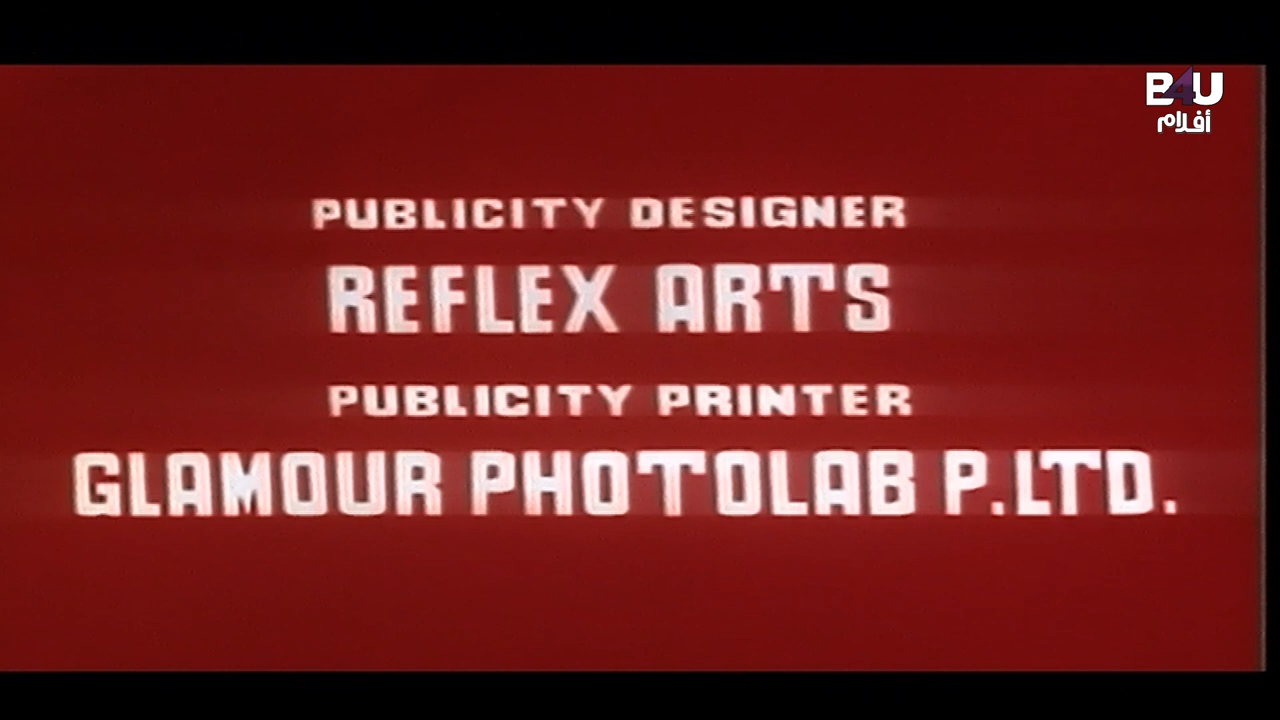 B4U
أفلام
PUBLICITY DESIGNER
REFLEX ARTS
PUBLICITY PRINTER
GLAMOUR PHOTOLAB P.LTD.